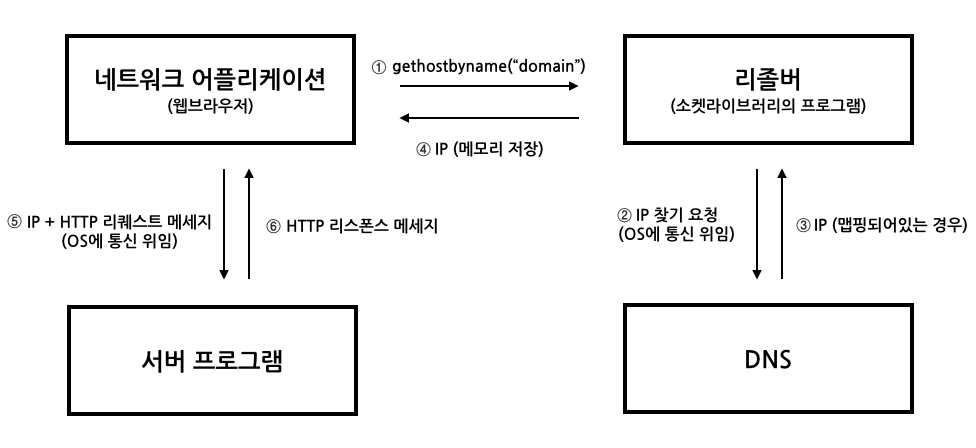 네트워크 어플리케이션
(웹브라우저)
① gethostbyname(“domain”)
④ IP (메모리 저장)
리졸버
(소켓라이브러리의 프로그램)
⑤ IP + HTTP 리퀘스트 메세지
(OS에 통신 위임)
⑥ HTTP 리스폰스 메세지
② IP 찾기 요청
(OS에 통신 위임)
③ IP (맵핑되어있는 경우)
서버 프로그램
DNS